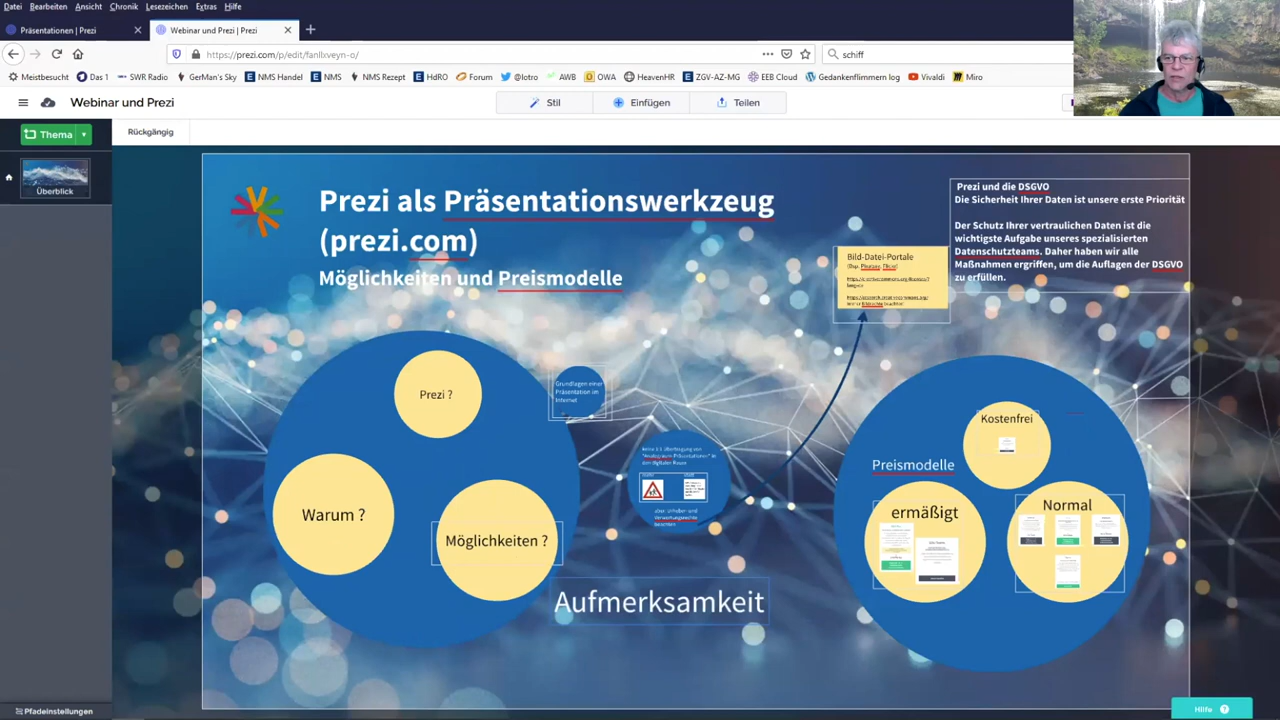 Datei Bearbeiten Ansicht Chronik Lesezeichen Extras Hilfe
Präsentationen | Prezi
Webinar und Prezi | Prezi
https://prezi.com/p/edit/fanllxveyn-o/
schiff
Meistbesucht Das 1 SWR Radio GerMan's Sky NMS Handel NMS NMS Rezept HdRO Forum @lotro AWB OWA HeavenHR ZGV-AZ-MG EEB Cloud Gedankenflimmern log Vivaldi Miro
Webinar und Prezi
Stil
Einfügen
Teilen
Thema
Rückgängig
Überblick
Prezi als Präsentationswerkzeug
(prezi.com)
Möglichkeiten und Preismodelle
Prezi und die DSGVO
Die Sicherheit Ihrer Daten ist unsere erste Priorität
Der Schutz Ihrer vertraulichen Daten ist die
wichtigste Aufgabe unseres spezialisierten
Datenschutzteams. Daher haben wir alle
Maßnahmen ergriffen, um die Auflagen der DSGVO
zu erfüllen.
Bild-Datei-Portale
Prezi ?
Warum ?
Möglichkeiten ?
Grundlagen einer
Präsentation im
Internet
Aufmerksamkeit
Preismodelle
Kostenfrei
ermäßigt
Normal
Pfadeinstellungen
Hilfe ?